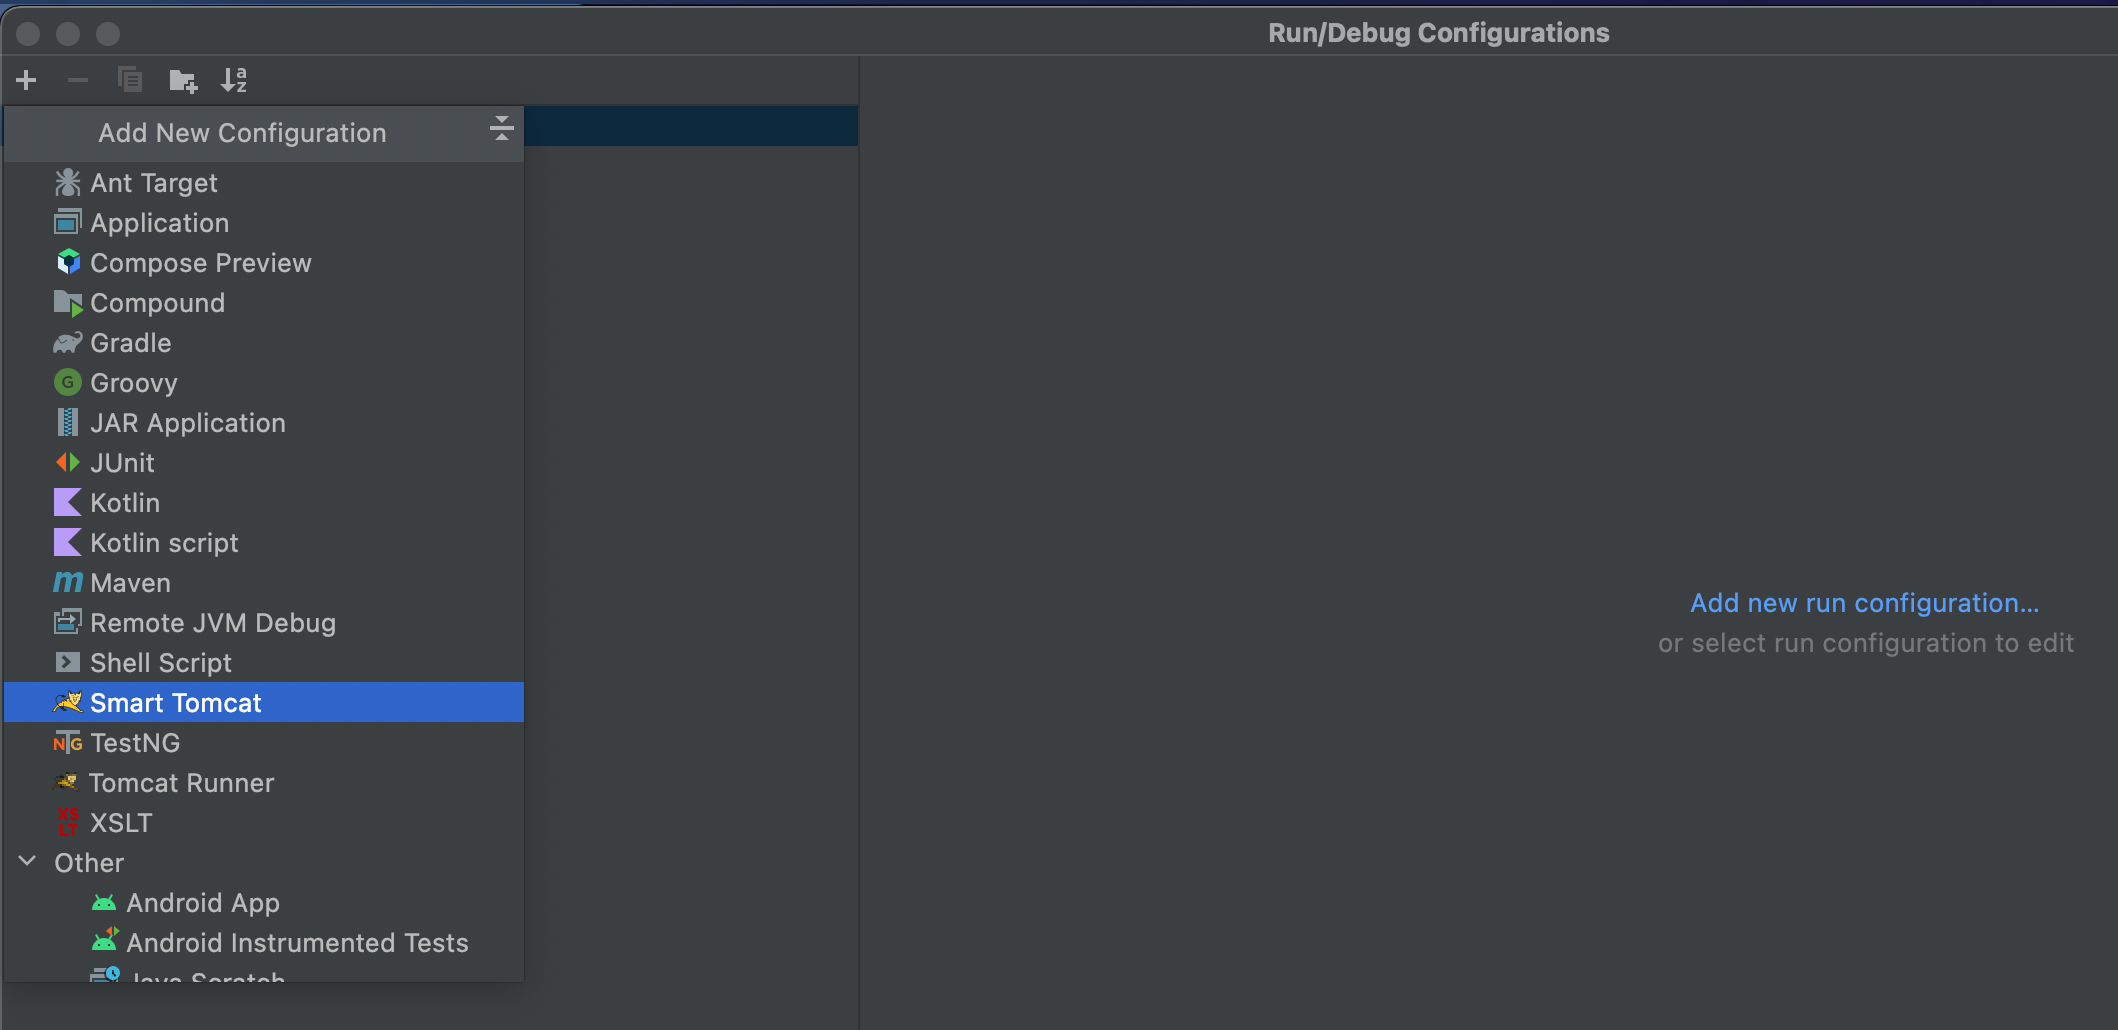 Run/Debug Configurations
Add New Configuration
Ant Target
Application
Compose Preview
Compound
Gradle
Groovy
JAR Application
JUnit
Kotlin
Kotlin script
Maven
Remote JVM Debug
Shell Script
Smart Tomcat
TestNG
Tomcat Runner
XSLT
Other
Android App
Android Instrumented Tests
Java Scratch
Add new run configuration...
or select run configuration to edit